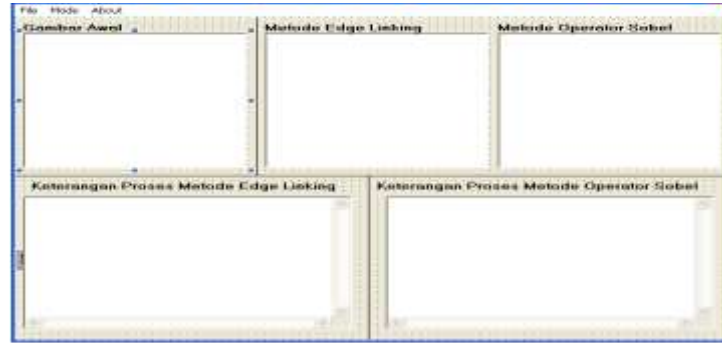 File Mode About
Gambar Awal Metode Edge Linking Metode Operator Sobel
Keterangan Proses Metode Edge Linking Keterangan Proses Metode Operator Sobel